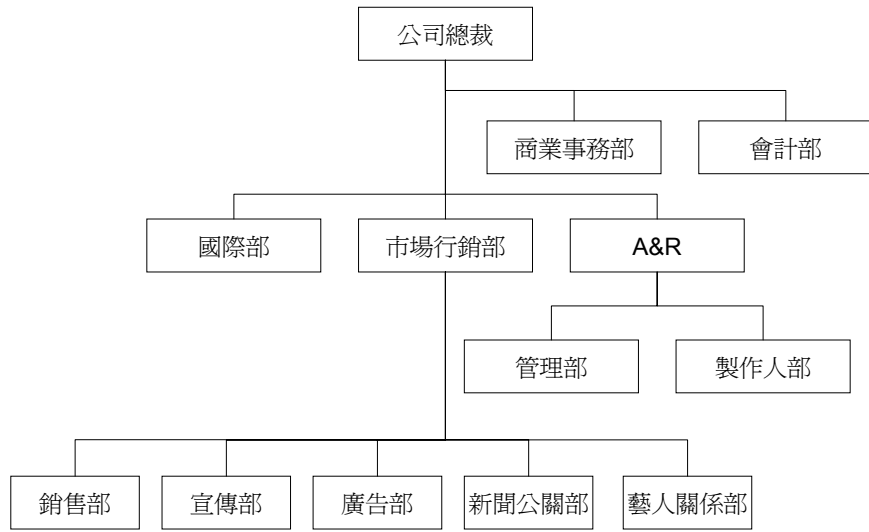 公司總裁
商業事務部
會計部
國際部
市場行銷部
A&R
管理部
製作人部
銷售部
宣傳部
廣告部
新聞公關部
藝人關係部